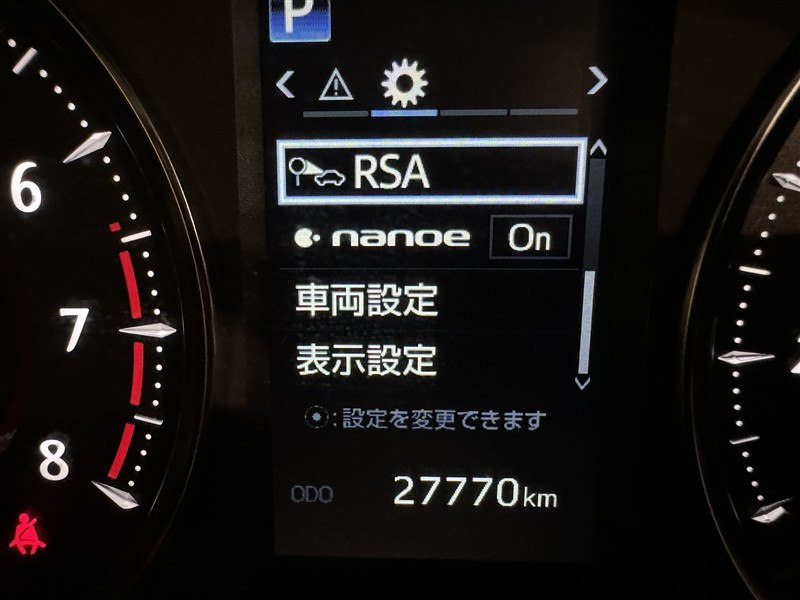 P
RSA
nanoe On
車両設定
表示設定
:設定を変更できます
ODO 27770km
6
7
8